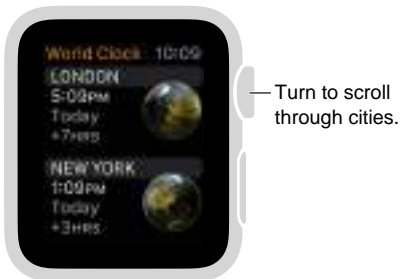 World Clock 10:09
LONDON
5:09PM
Today
+7HRS
NEW YORK
1:09PM
Today
+3HRS
Turn to scroll
through cities.